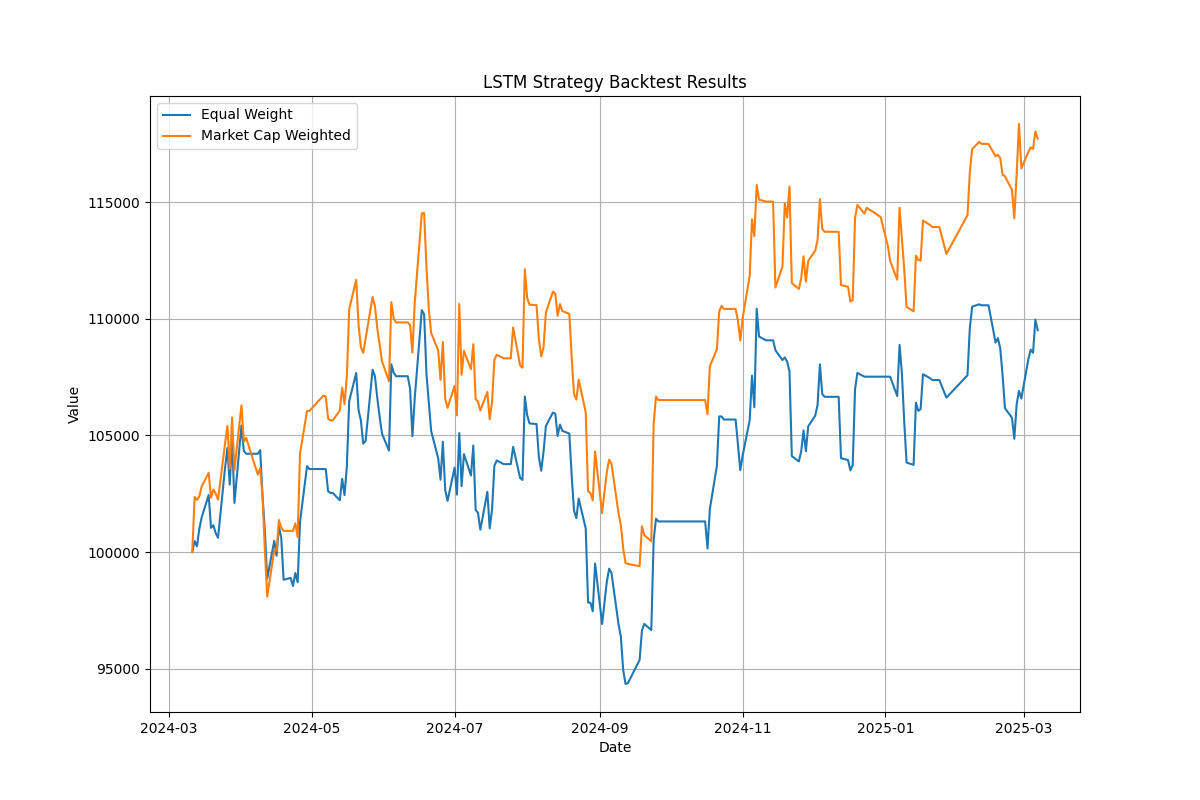 LSTM Strategy Backtest Results
Equal Weight
Market Cap Weighted
Value
115000
110000
105000
100000
95000
2024-03 2024-05 2024-07 2024-09 2024-11 2025-01 2025-03
Date